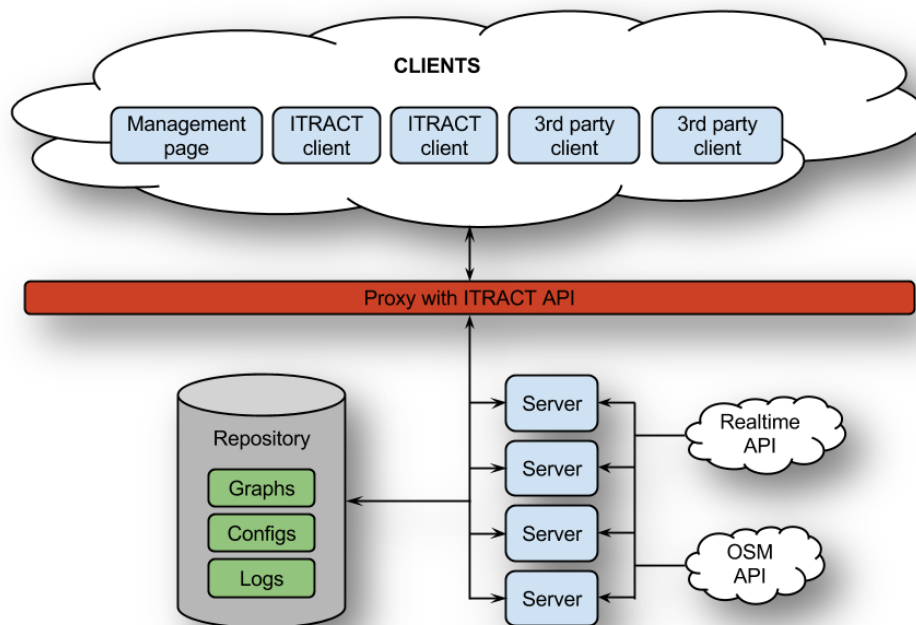 CLIENTS
Management
page
ITRACT
client
ITRACT
client
3rd party
client
3rd party
client
Proxy with ITRACT API
Repository
Graphs
Configs
Logs
Server
Server
Server
Server
Realtime
API
OSM
API